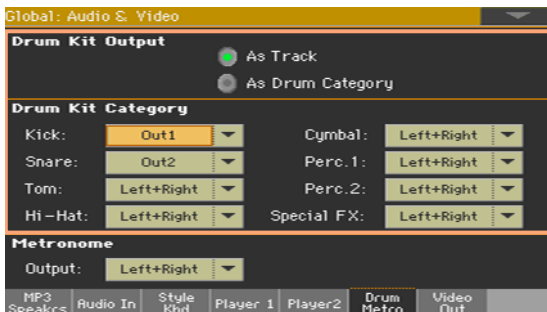 Global: Audio & Video
Drum Kit Output
As Track
As Drum Category
Drum Kit Category
Kick: Out1 Cymbal: Left+Right
Snare: Out2 Perc.1: Left+Right
Tom: Left+Right Perc.2: Left+Right
Hi-Hat: Left+Right Special FX: Left+Right
Metronome
Output: Left+Right
MP3 Speakrs Audio In Style Kbd Player 1 Player2 Drum Metro Video Out